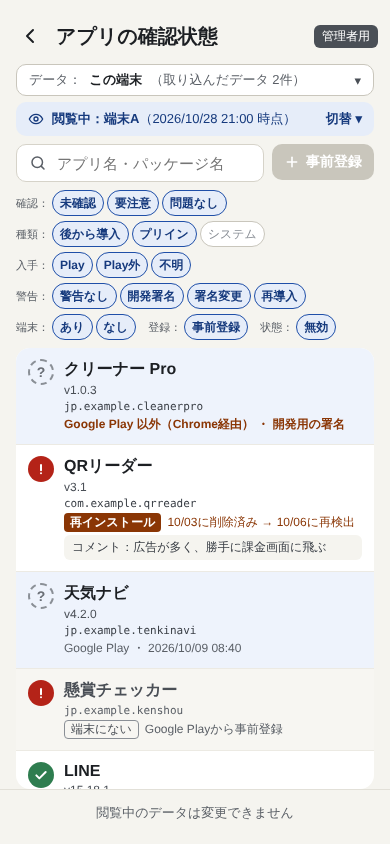 アプリの確認状態 管理者用
データ： この端末 （取り込んだデータ 2件） ▾
閲覧中：端末A（2026/10/28 21:00 時点） 切替 ▾
アプリ名・パッケージ名 ＋ 事前登録
確認： 未確認 要注意 問題なし
種類： 後から導入 プリイン システム
入手： Play Play外 不明
警告： 警告なし 開発署名 署名変更 再導入
端末： あり なし 登録： 事前登録 状態： 無効
? クリーナー Pro
v1.0.3
jp.example.cleanerpro
Google Play 以外（Chrome経由） ・ 開発用の署名
! QRリーダー
v3.1
com.example.qrreader
再インストール 10/03に削除済み → 10/06に再検出
コメント：広告が多く、勝手に課金画面に飛ぶ
? 天気ナビ
v4.2.0
jp.example.tenkinavi
Google Play ・ 2026/10/09 08:40
! 懸賞チェッカー
jp.example.kenshou
端末にない Google Playから事前登録
LINE
閲覧中のデータは変更できません